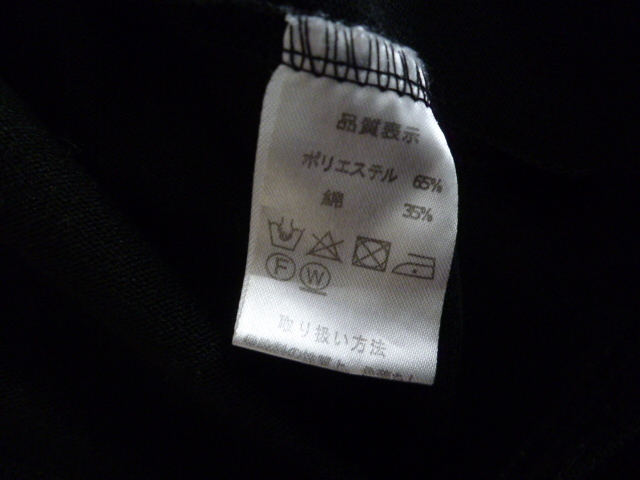 品質表示
ポリエステル 65%
綿 35%
F
W
取り扱い方法